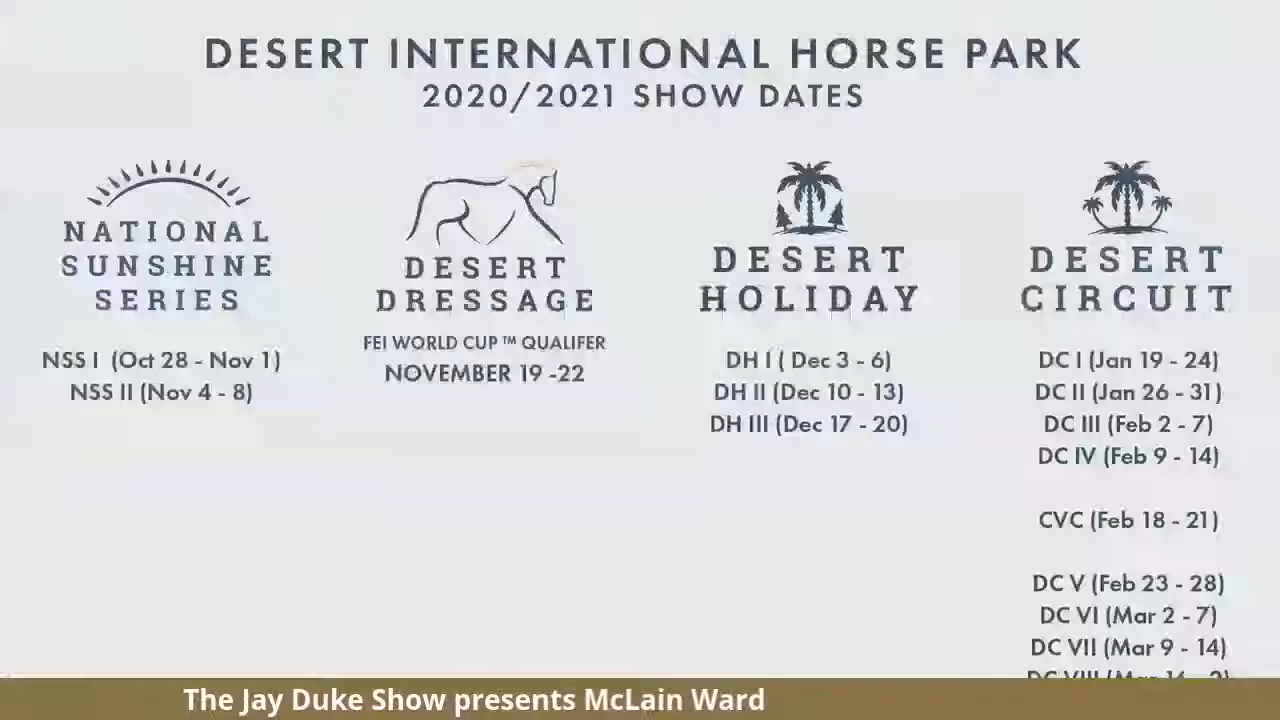 DESERT INTERNATIONAL HORSE PARK
2020/2021 SHOW DATES
NATIONAL
SUNSHINE
SERIES
NSS I (Oct 28 - Nov 1)
NSS II (Nov 4 - 8)
DESERT
DRESSAGE
FEI WORLD CUP ™ QUALIFER
NOVEMBER 19 -22
DESERT
HOLIDAY
DH I ( Dec 3 - 6)
DH II (Dec 10 - 13)
DH III (Dec 17 - 20)
DESERT
CIRCUIT
DC I (Jan 19 - 24)
DC II (Jan 26 - 31)
DC III (Feb 2 - 7)
DC IV (Feb 9 - 14)
CVC (Feb 18 - 21)
DC V (Feb 23 - 28)
DC VI (Mar 2 - 7)
DC VII (Mar 9 - 14)
DC VIII
The Jay Duke Show presents McLain Ward